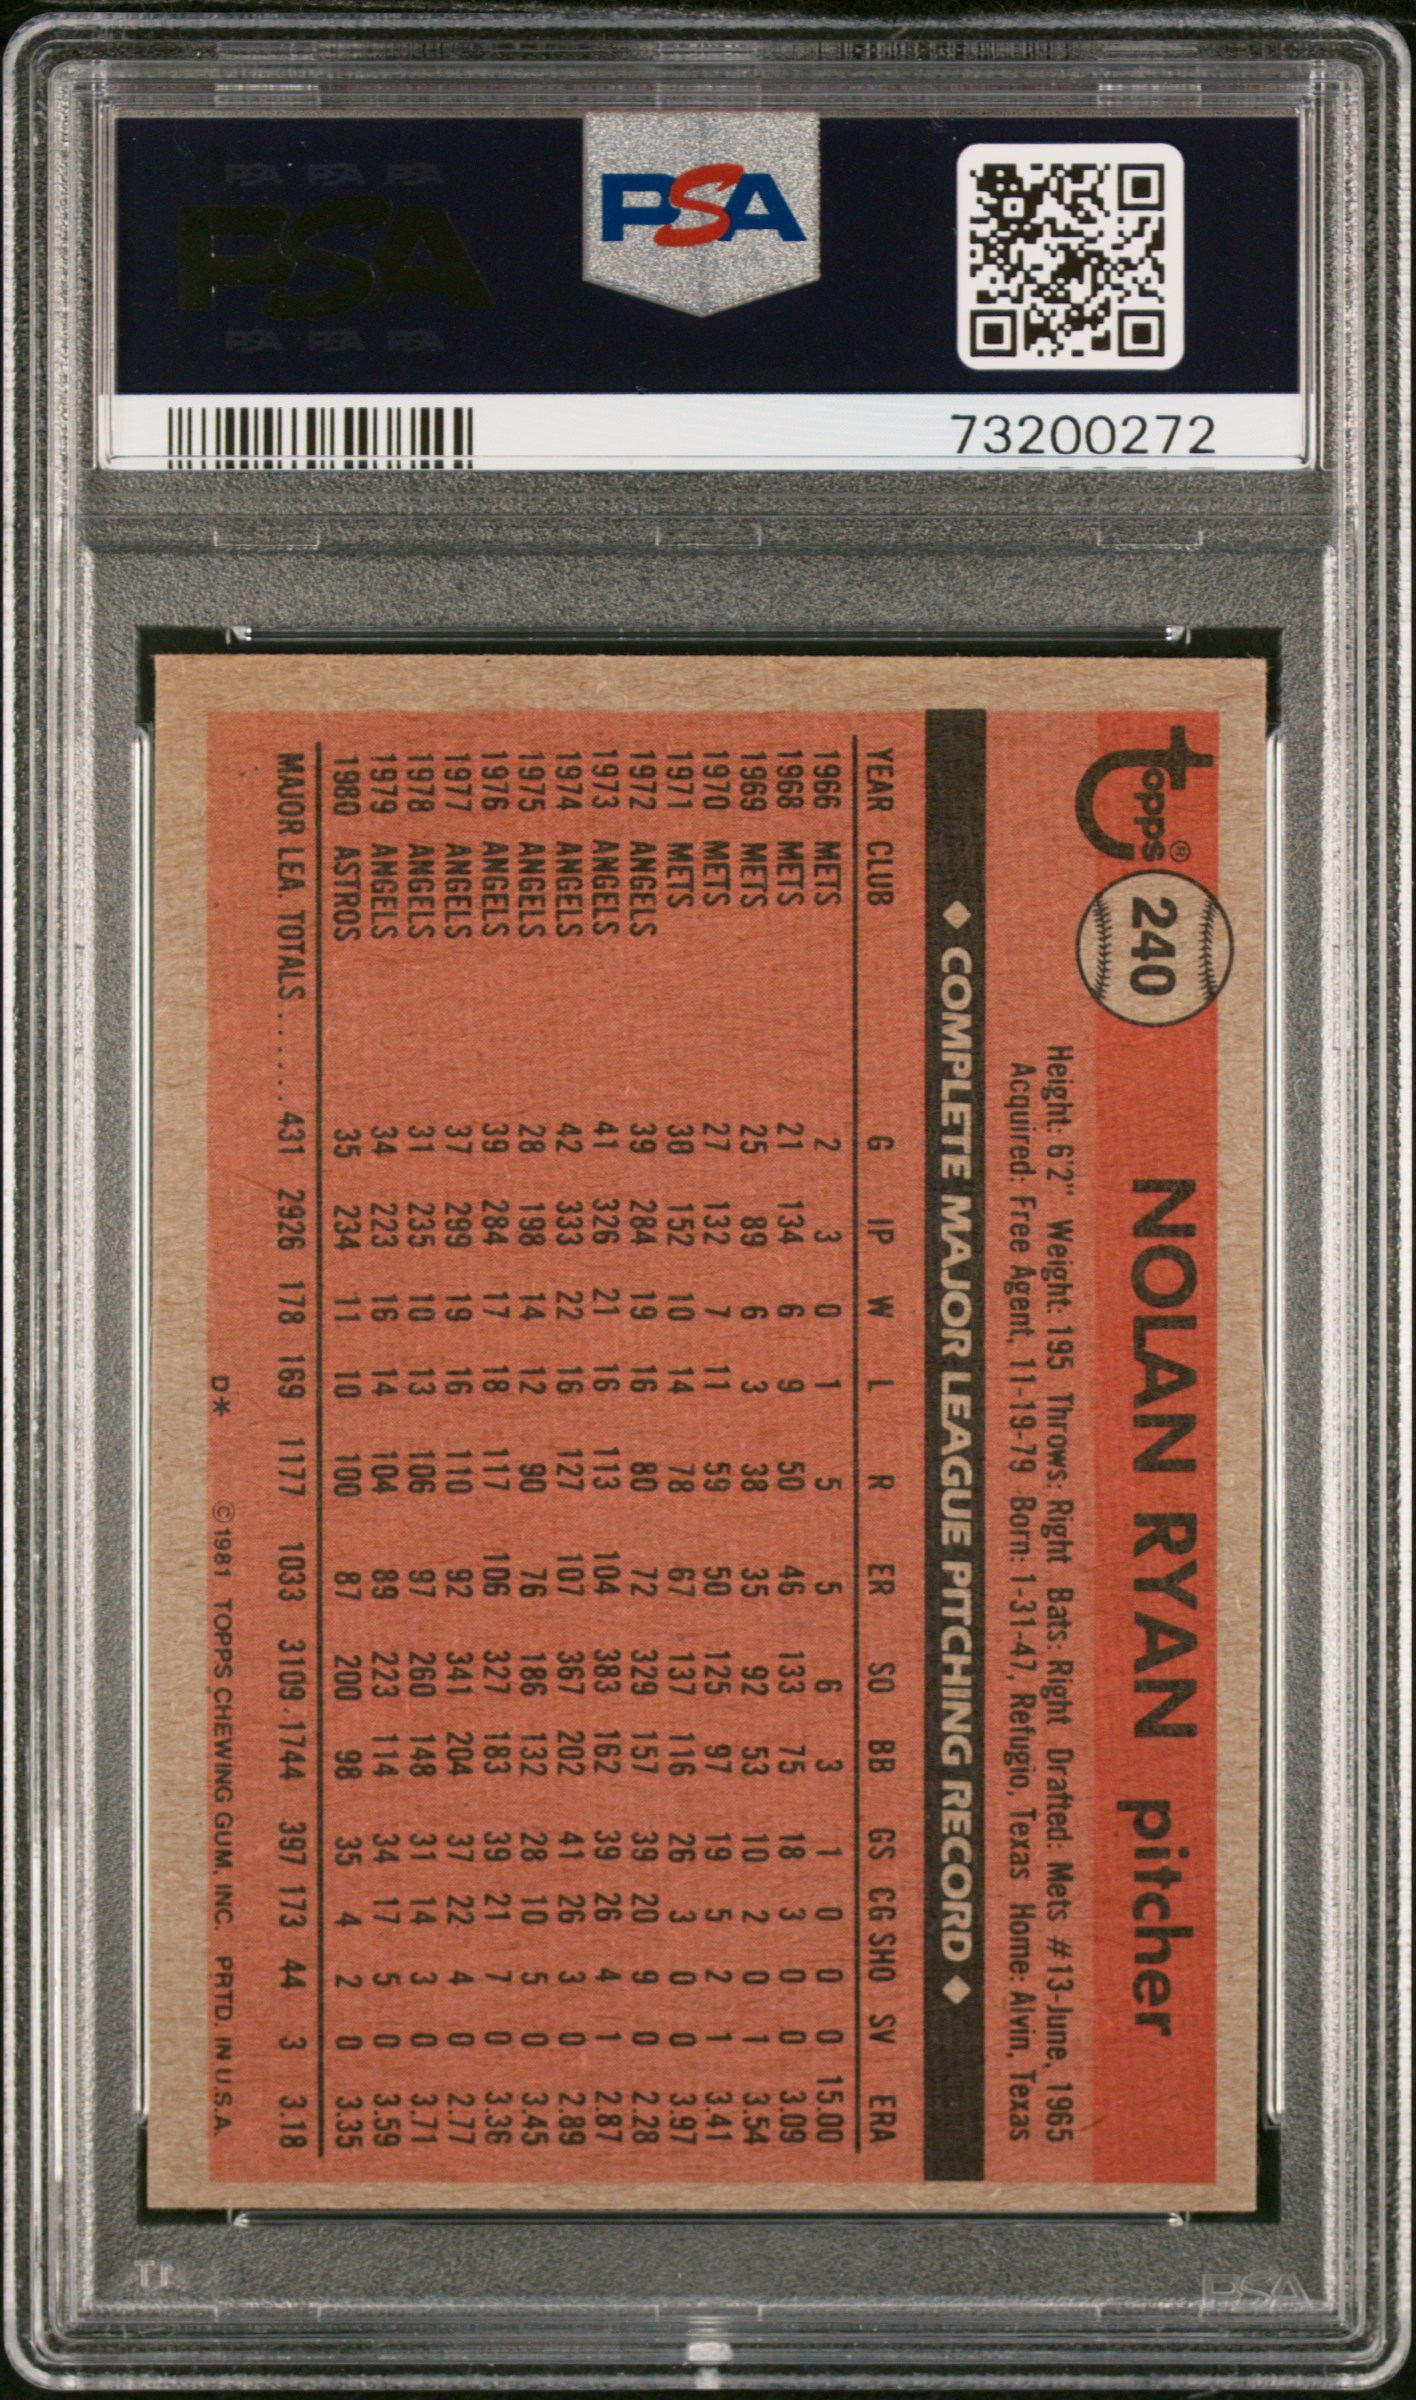 PSA PSA PSA
PSA
PSA PSA PSA
PSA
73200272
topps® 240 NOLAN RYAN pitcher
Height: 6'2" Weight: 195 Throws: Right Bats: Right Drafted: Mets #13-June, 1965
Acquired: Free Agent, 11-19-79 Born: 1-31-47, Refugio, Texas Home: Alvin, Texas
◆ COMPLETE MAJOR LEAGUE PITCHING RECORD ◆
YEAR CLUB G IP W L R ER SO BB GS CG SHO SV ERA
1966 METS 2 3 0 1 5 5 6 3 1 0 0 0 15.00
1968 METS 21 134 6 9 50 46 133 75 18 3 0 0 3.09
1969 METS 25 89 6 3 38 35 92 53 10 2 0 1 3.54
1970 METS 27 132 7 11 59 50 125 97 19 5 2 1 3.41
1971 METS 30 152 10 14 78 67 137 116 26 3 0 0 3.97
1972 ANGELS 39 284 19 16 80 72 329 157 39 20 9 0 2.28
1973 ANGELS 41 326 21 16 113 104 383 162 39 26 4 1 2.87
1974 ANGELS 42 333 22 16 127 107 367 202 41 26 3 0 2.89
1975 ANGELS 28 198 14 12 90 76 186 132 28 10 5 0 3.45
1976 ANGELS 39 284 17 18 117 106 327 183 39 21 7 0 3.36
1977 ANGELS 37 299 19 16 110 92 341 204 37 22 4 0 2.77
1978 ANGELS 31 235 10 13 106 97 260 148 31 14 3 0 3.71
1979 ANGELS 34 223 16 14 104 89 223 114 34 17 5 0 3.59
1980 ASTROS 35 234 11 10 100 87 200 98 35 4 2 0 3.35
MAJOR LEA. TOTALS...... 431 2926 178 169 1177 1033 3109 1744 397 173 44 3 3.18
D* © 1981 TOPPS CHEWING GUM, INC. PRTD. IN U.S.A.
PSA